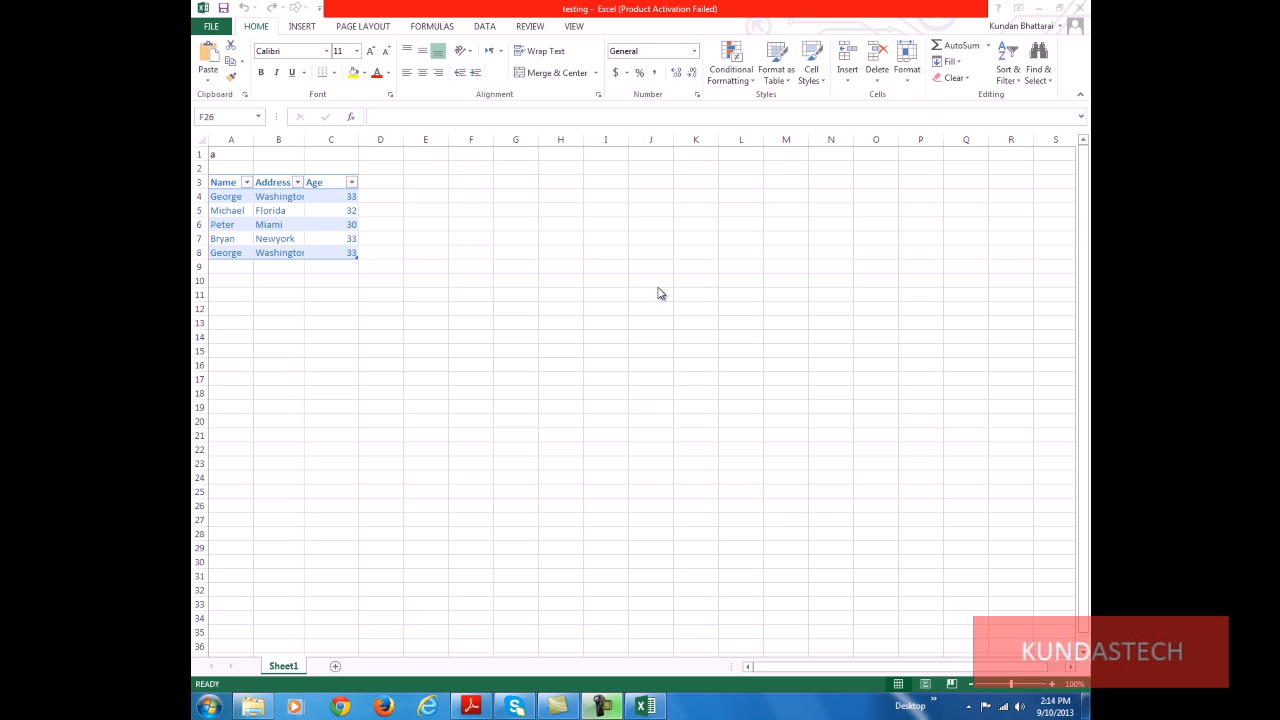 testing - Excel (Product Activation Failed)
FILE HOME INSERT PAGE LAYOUT FORMULAS DATA REVIEW VIEW Kundan Bhattarai
Calibri 11 Wrap Text General AutoSum
Paste B I U Merge & Center $ % , Conditional Formatting Format as Table Cell Styles Insert Delete Format Fill Clear Sort & Filter Find & Select
Clipboard Font Alignment Number Styles Cells Editing
F26 fx
A B C D E F G H I J K L M N O P Q R S
1 a
2
3 Name Address Age
4 George Washington 33
5 Michael Florida 32
6 Peter Miami 30
7 Bryan Newyork 33
8 George Washington 33
9
10
11
12
13
14
15
16
17
18
19
20
21
22
23
24
25
26
27
28
29
30
31
32
33
34
35
36
KUNDASTECH
Sheet1
READY 100%
Desktop 2:14 PM
9/10/2013